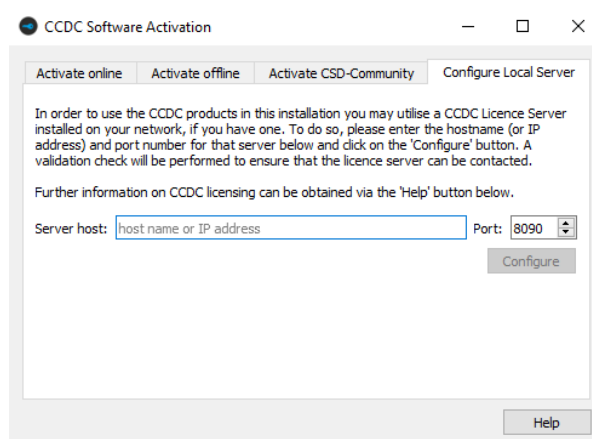 CCDC Software Activation
Activate online Activate offline Activate CSD-Community Configure Local Server
In order to use the CCDC products in this installation you may utilise a CCDC Licence Server
installed on your network, if you have one. To do so, please enter the hostname (or IP
address) and port number for that server below and click on the 'Configure' button. A
validation check will be performed to ensure that the licence server can be contacted.
Further information on CCDC licensing can be obtained via the 'Help' button below.
Server host: host name or IP address Port: 8090
Configure
Help